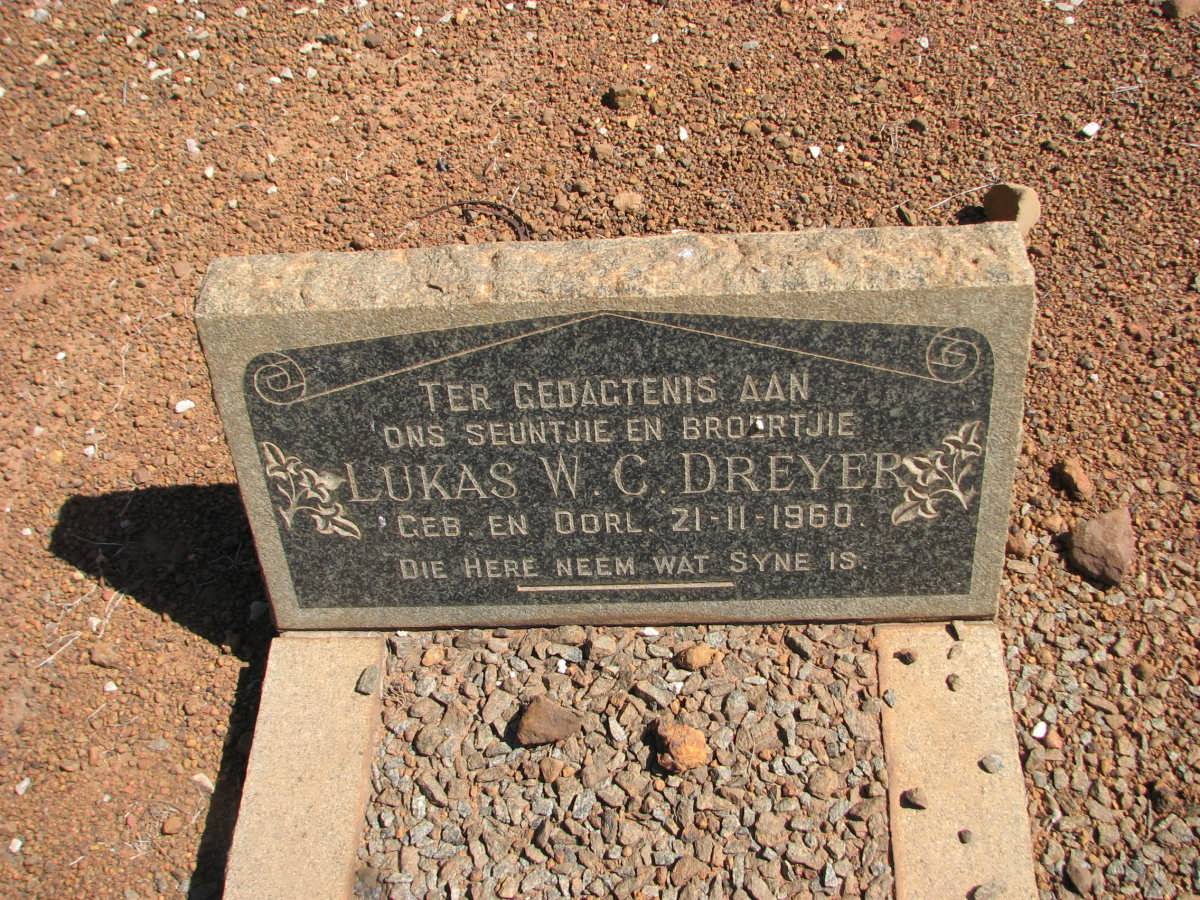 TER GEDAGTENIS AAN
ONS SEUNTJIE EN BROERTJIE
LUKAS W. C. DREYER
GEB. EN OORL. 21-11-1960.
DIE HERE NEEM WAT SYNE IS.